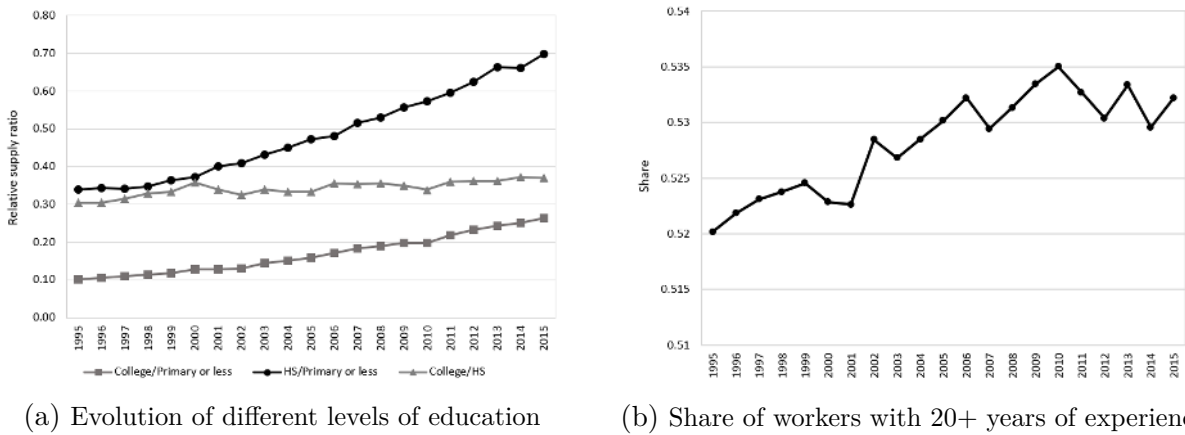 0.80
0.70
0.60
0.50
0.40
0.30
0.20
0.10
0.00
Relative supply ratio
1995 1996 1997 1998 1999 2000 2001 2002 2003 2004 2005 2006 2007 2008 2009 2010 2011 2012 2013 2014 2015
College/Primary or less HS/Primary or less College/HS
(a) Evolution of different levels of education
0.54
0.535
0.53
0.525
0.52
0.515
0.51
Share
1995 1996 1997 1998 1999 2000 2001 2002 2003 2004 2005 2006 2007 2008 2009 2010 2011 2012 2013 2014 2015
(b) Share of workers with 20+ years of experien